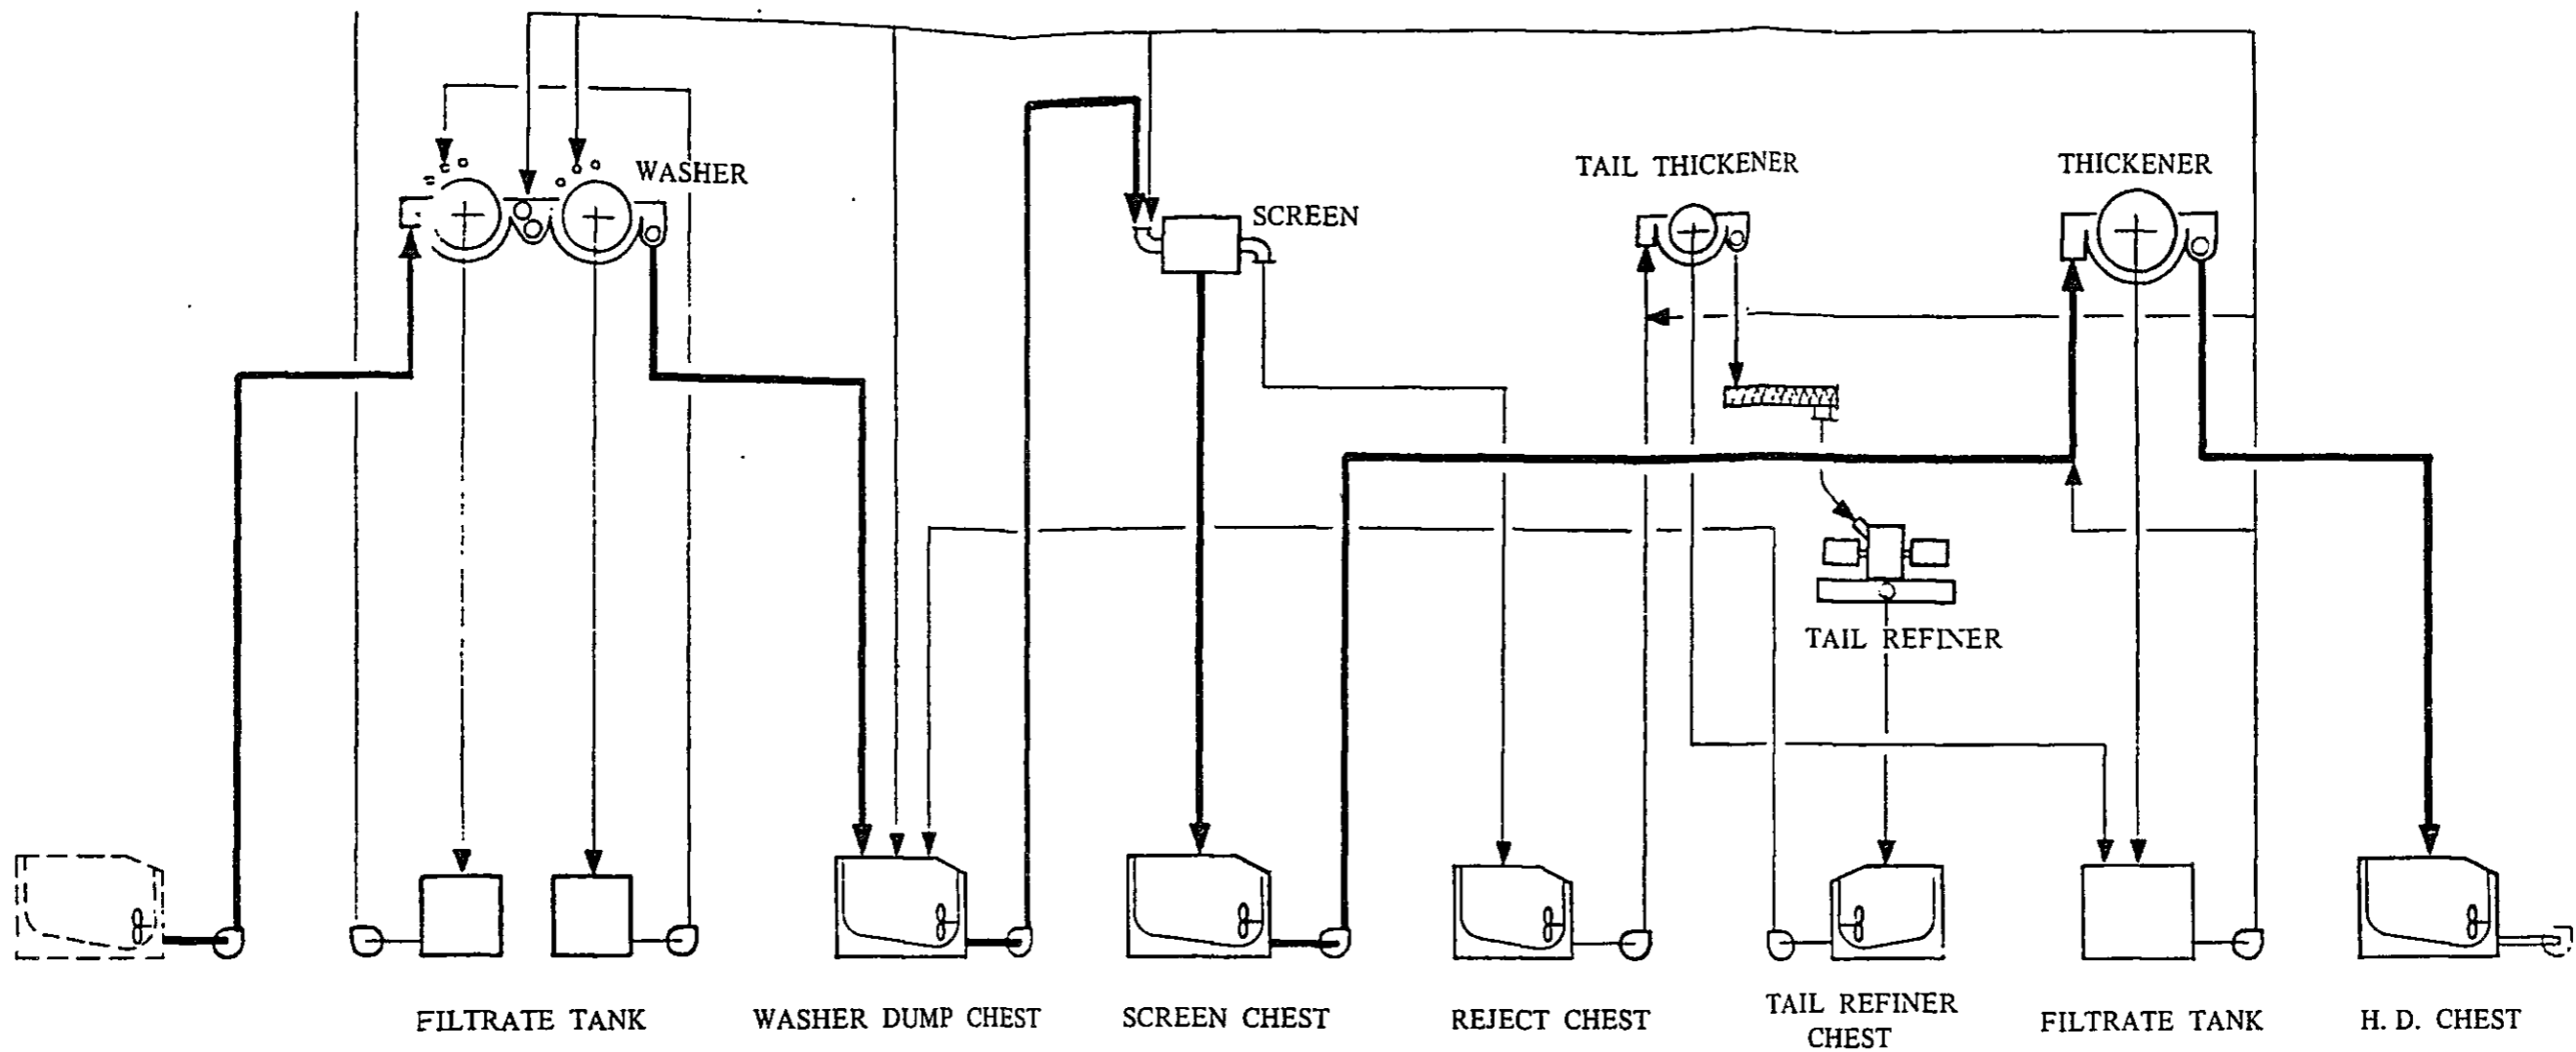 WASHER
SCREEN
TAIL THICKENER
THICKENER
TAIL REFINER
FILTRATE TANK
WASHER DUMP CHEST
SCREEN CHEST
REJECT CHEST
TAIL REFINER
CHEST
FILTRATE TANK
H. D. CHEST